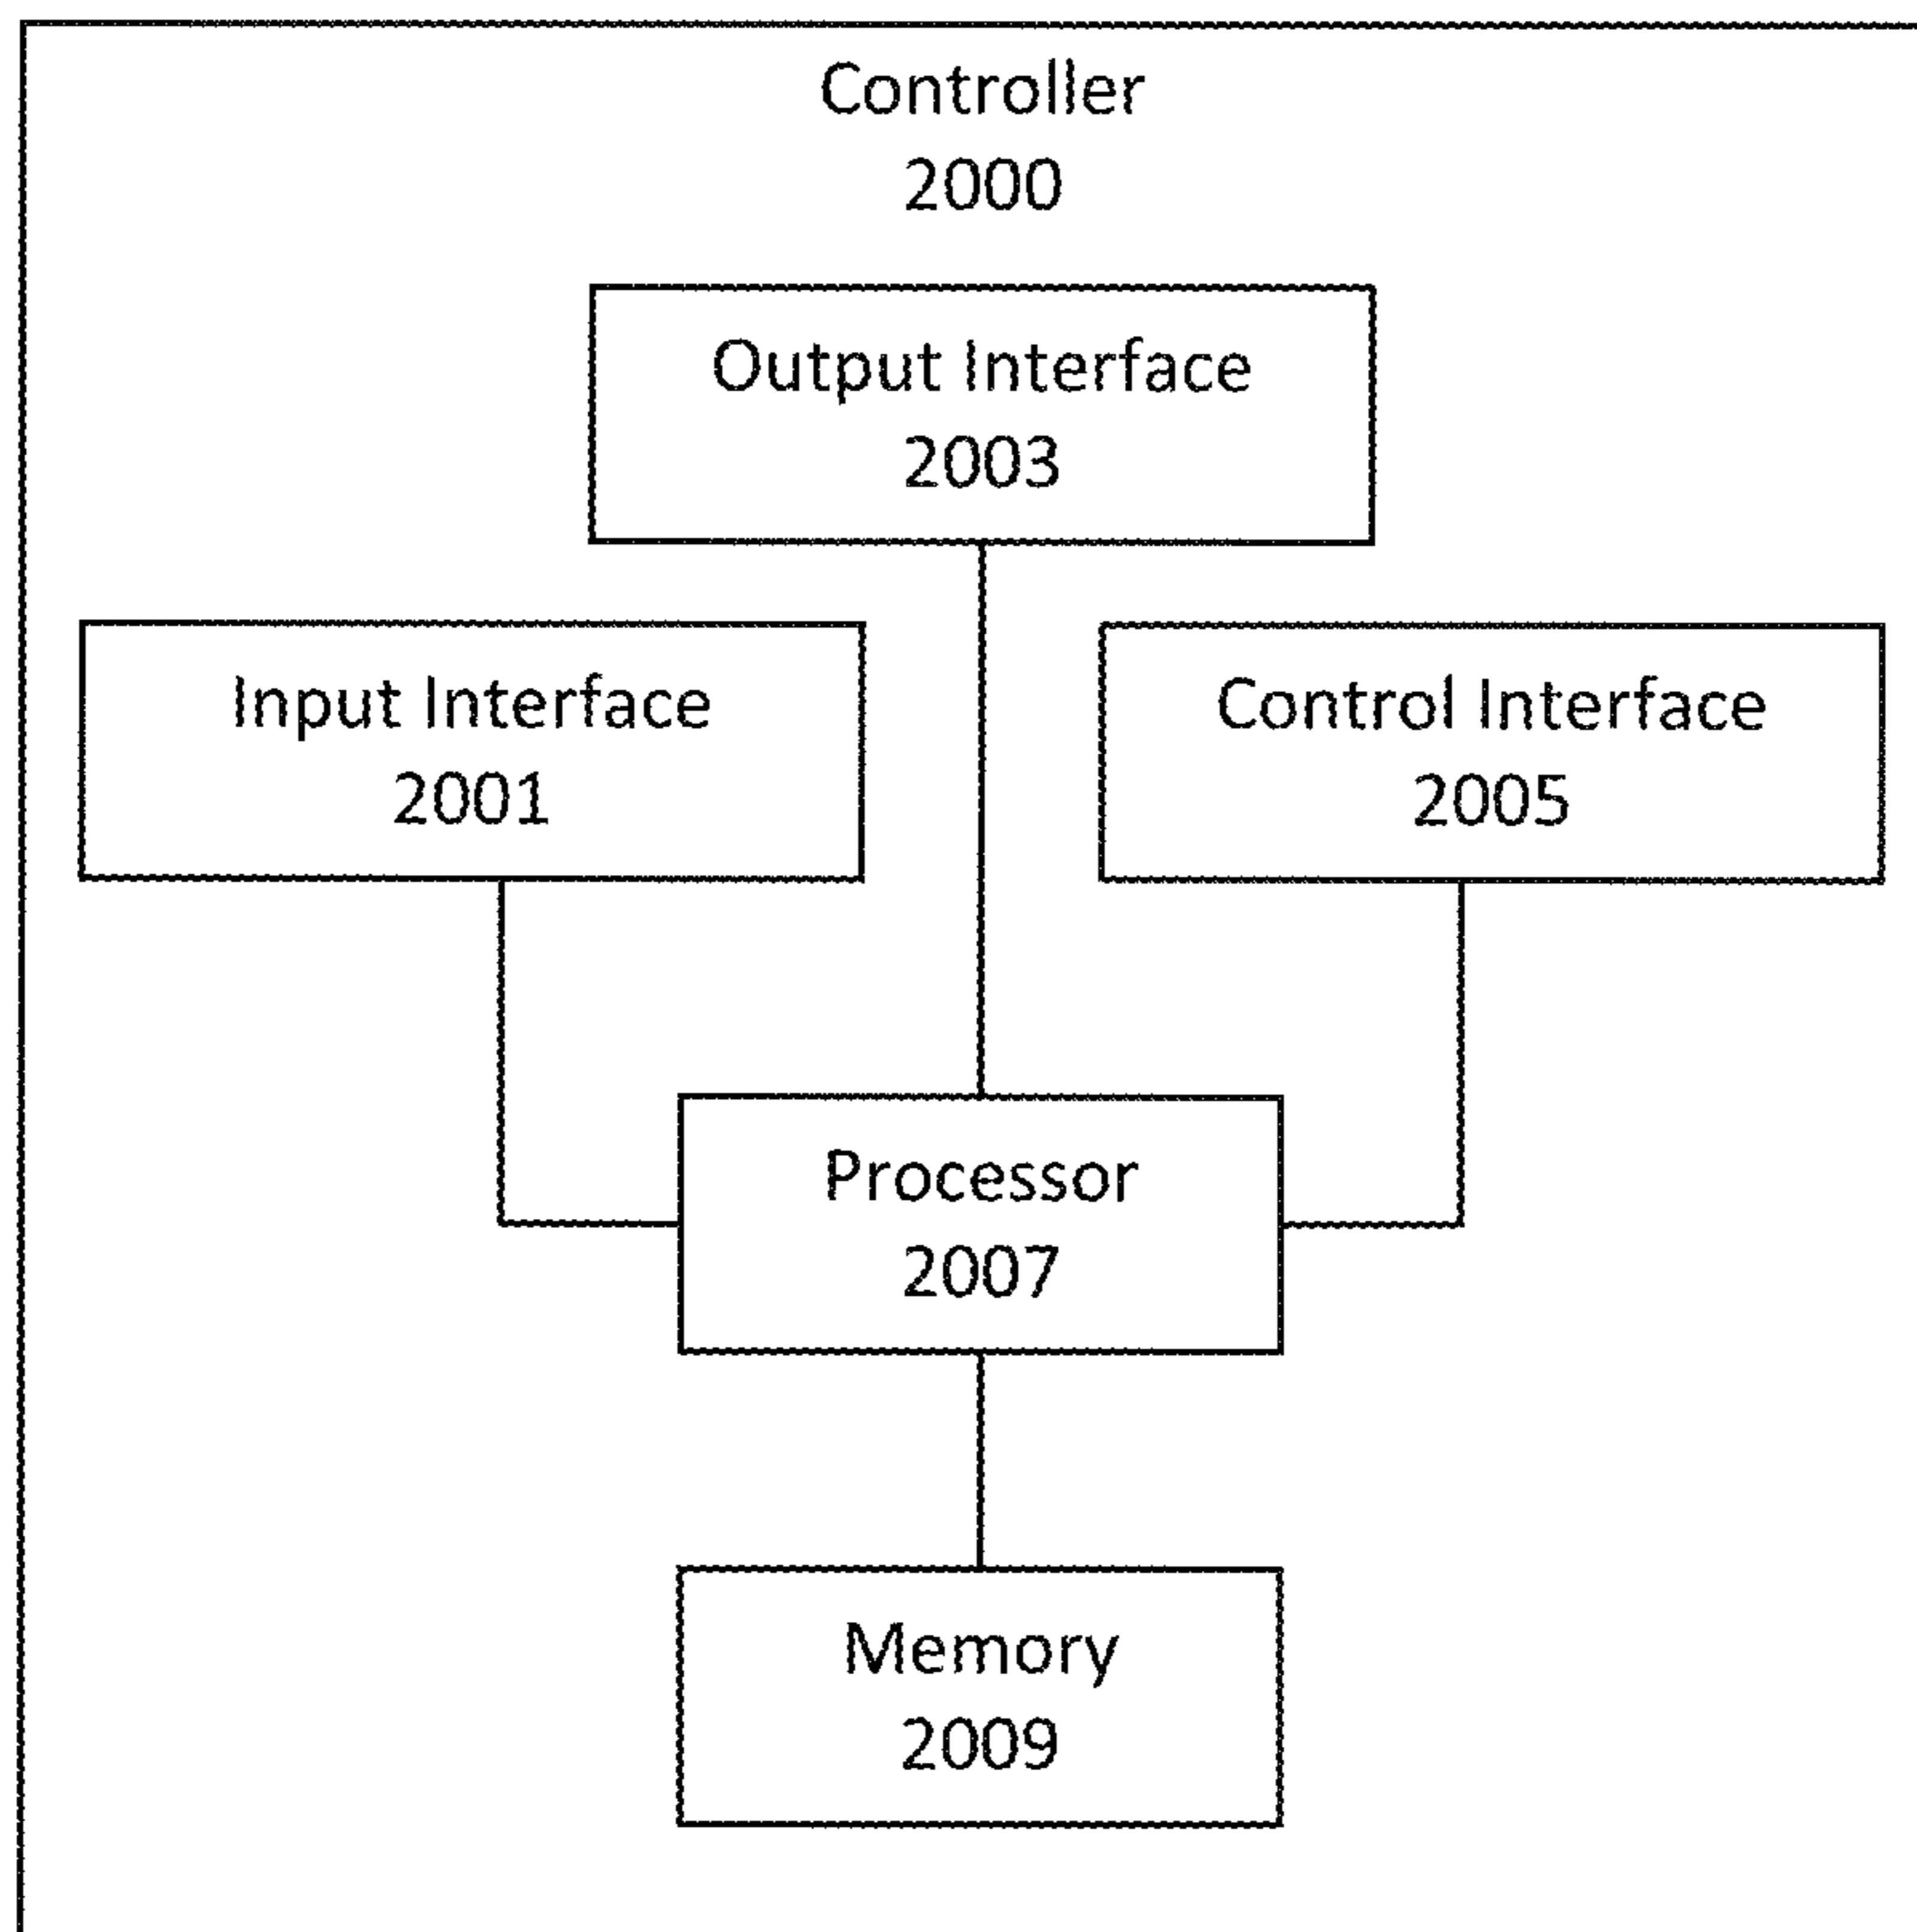 Controller
2000
Output Interface
2003
Input Interface
2001
Control Interface
2005
Processor
2007
Memory
2009